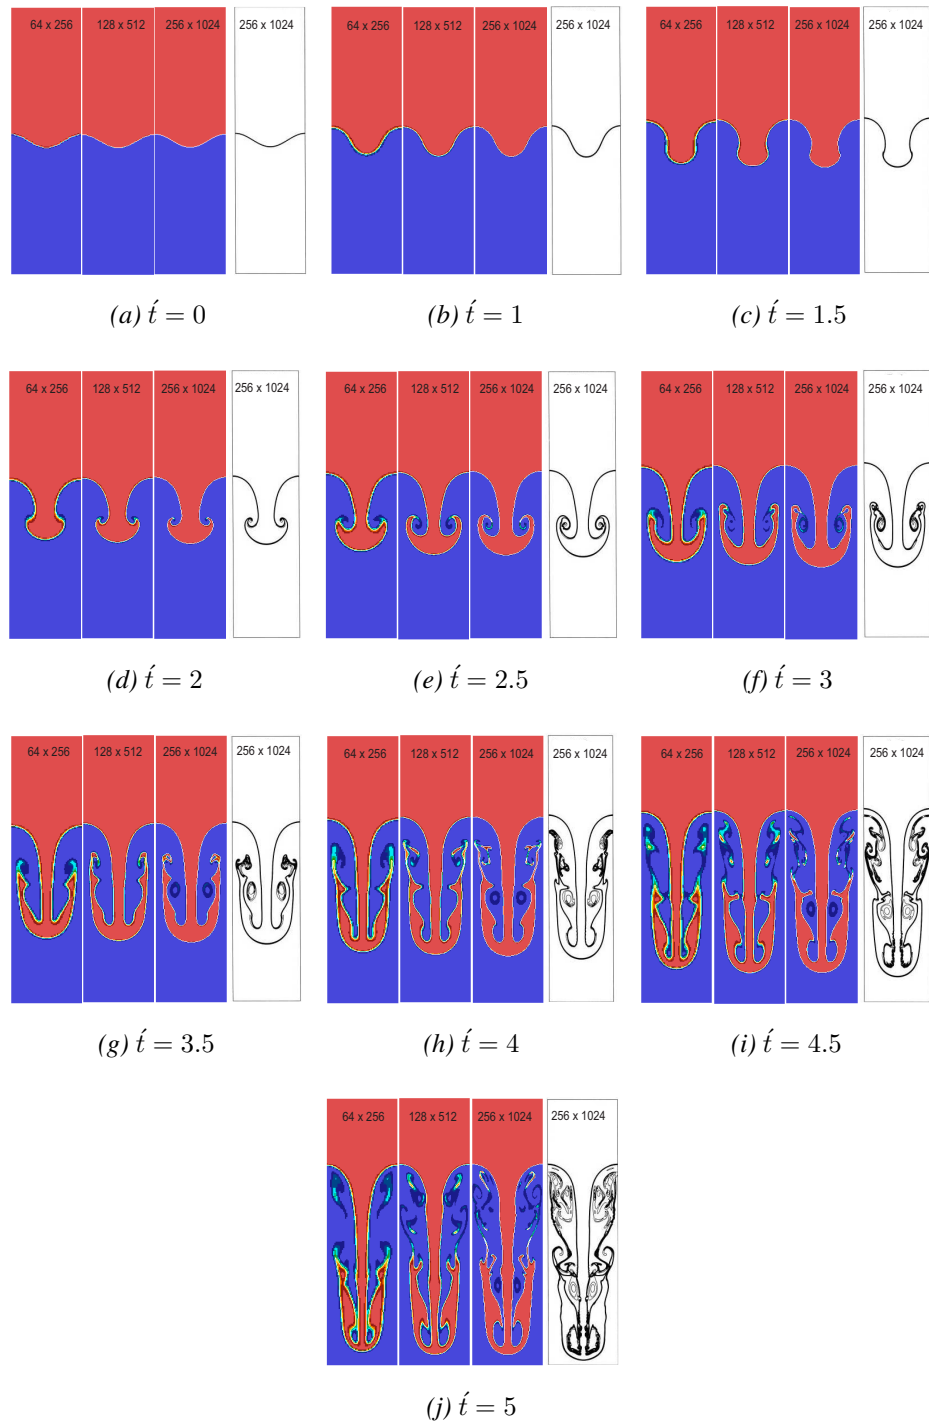 64 x 256 128 x 512 256 x 1024 256 x 1024 64 x 256 128 x 512 256 x 1024 256 x 1024 64 x 256 128 x 512 256 x 1024 256 x 1024
(a) t́ = 0 (b) t́ = 1 (c) t́ = 1.5
64 x 256 128 x 512 256 x 1024 256 x 1024 64 x 256 128 x 512 256 x 1024 256 x 1024 64 x 256 128 x 512 256 x 1024 256 x 1024
(d) t́ = 2 (e) t́ = 2.5 (f) t́ = 3
64 x 256 128 x 512 256 x 1024 256 x 1024 64 x 256 128 x 512 256 x 1024 256 x 1024 64 x 256 128 x 512 256 x 1024 256 x 1024
(g) t́ = 3.5 (h) t́ = 4 (i) t́ = 4.5
64 x 256 128 x 512 256 x 1024 256 x 1024
(j) t́ = 5